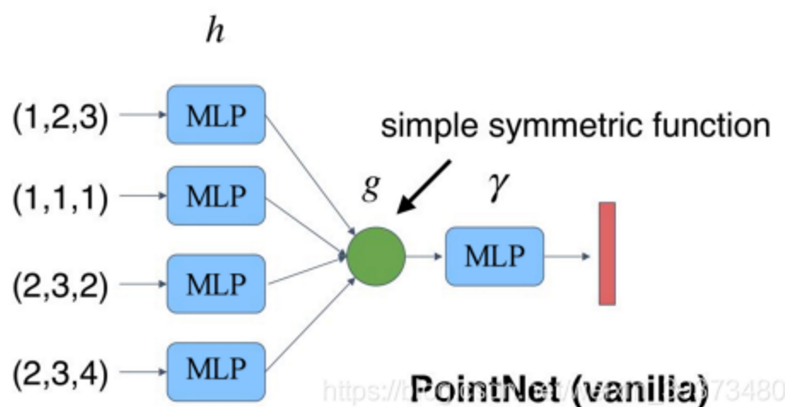 h
(1,2,3) MLP
simple symmetric function
(1,1,1) MLP g γ
MLP
(2,3,2) MLP
(2,3,4) MLP
PointNet (vanilia)